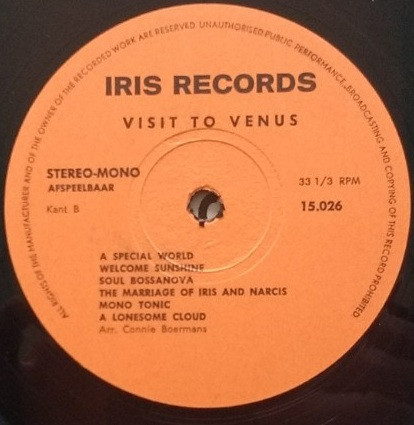 ALL RIGHTS OF THE MANUFACTURER AND OF THE OWNER OF THE RECORDED WORK ARE RESERVED UNAUTHORISED PUBLIC PERFORMANCE, BROADCASTING AND COPYING OF THIS RECORD PROHIBITED
IRIS RECORDS
VISIT TO VENUS
STEREO-MONO
AFSPEELBAAR
33 1/3 RPM
Kant B
15.026
A SPECIAL WORLD
WELCOME SUNSHINE
SOUL BOSSANOVA
THE MARRIAGE OF IRIS AND NARCIS
MONO TONIC
A LONESOME CLOUD
Arr. Connie Boermans